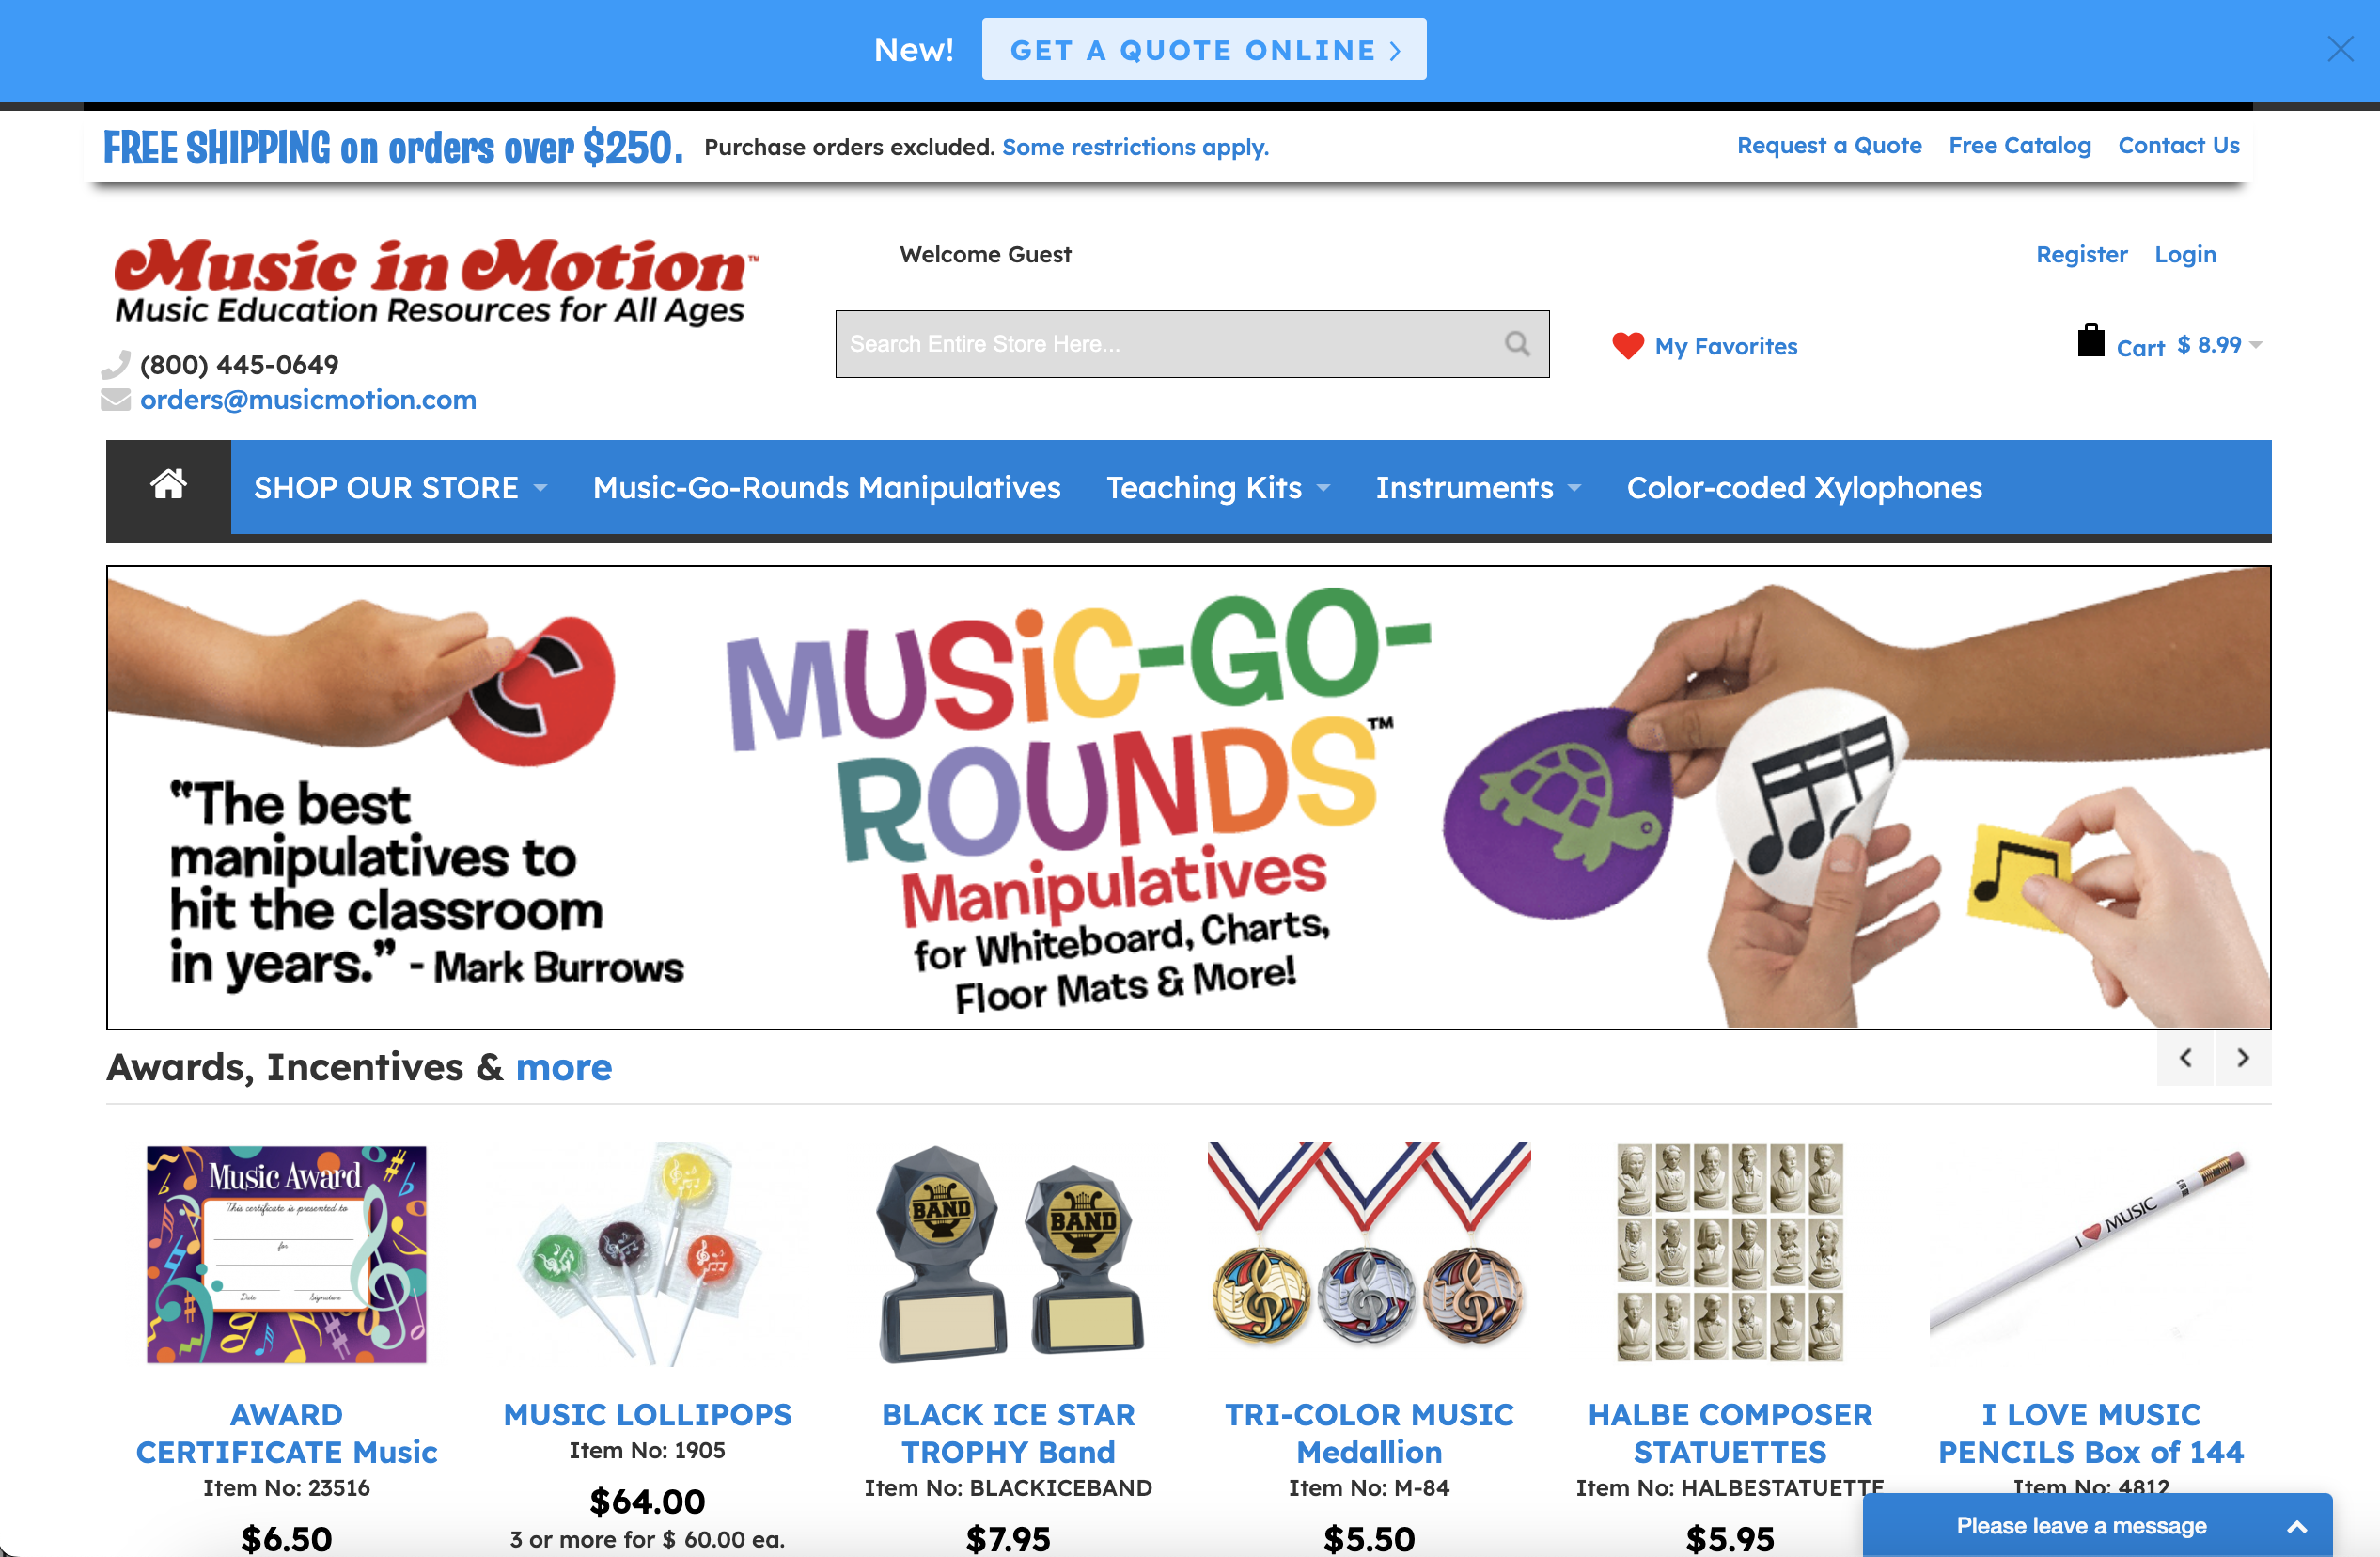 New! GET A QUOTE ONLINE >
FREE SHIPPING on orders over $250. Purchase orders excluded. Some restrictions apply.
Request a Quote Free Catalog Contact Us
Music in Motion™
Music Education Resources for All Ages
(800) 445-0649
orders@musicmotion.com
Welcome Guest
Register Login
Search Entire Store Here...
My Favorites
Cart $ 8.99
SHOP OUR STORE Music-Go-Rounds Manipulatives Teaching Kits Instruments Color-coded Xylophones
C
“The best
manipulatives to
hit the classroom
in years.” - Mark Burrows
MUSiC-GO-
ROUNDS™
Manipulatives
for Whiteboard, Charts,
Floor Mats & More!
Awards, Incentives & more
Music Award
This certificate is presented to
for
Date Signature
BAND
BAND
I ❤ MUSIC
AWARD
CERTIFICATE Music
Item No: 23516
$6.50
MUSIC LOLLIPOPS
Item No: 1905
$64.00
3 or more for $ 60.00 ea.
BLACK ICE STAR
TROPHY Band
Item No: BLACKICEBAND
$7.95
TRI-COLOR MUSIC
Medallion
Item No: M-84
$5.50
HALBE COMPOSER
STATUETTES
Item No: HALBESTATUETTE
$5.95
I LOVE MUSIC
PENCILS Box of 144
Item No: 4812
Please leave a message